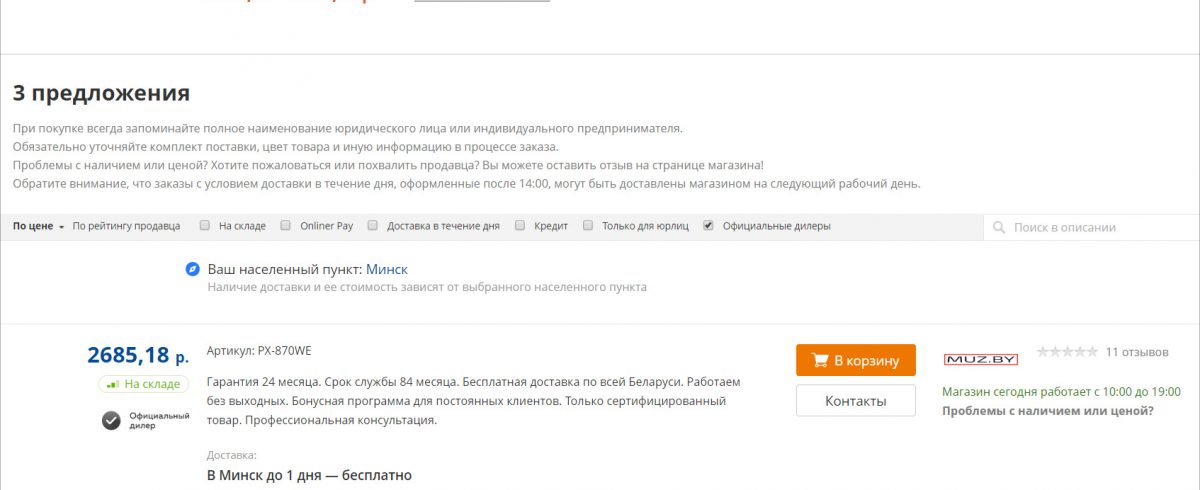 3 предложения
При покупке всегда запоминайте полное наименование юридического лица или индивидуального предпринимателя.
Обязательно уточняйте комплект поставки, цвет товара и иную информацию в процессе заказа.
Проблемы с наличием или ценой? Хотите пожаловаться или похвалить продавца? Вы можете оставить отзыв на странице магазина!
Обратите внимание, что заказы с условием доставки в течение дня, оформленные после 14:00, могут быть доставлены магазином на следующий рабочий день.
По цене По рейтингу продавца На складе Onliner Pay Доставка в течение дня Кредит Только для юрлиц Официальные дилеры Поиск в описании
Ваш населенный пункт: Минск
Наличие доставки и ее стоимость зависят от выбранного населенного пункта
2685,18 р.
На складе
Официальный
дилер
Артикул: PX-870WE
Гарантия 24 месяца. Срок службы 84 месяца. Бесплатная доставка по всей Беларуси. Работаем
без выходных. Бонусная программа для постоянных клиентов. Только сертифицированный
товар. Профессиональная консультация.
Доставка:
В Минск до 1 дня — бесплатно
В корзину
Контакты
MUZ.BY 11 отзывов
Магазин сегодня работает с 10:00 до 19:00
Проблемы с наличием или ценой?